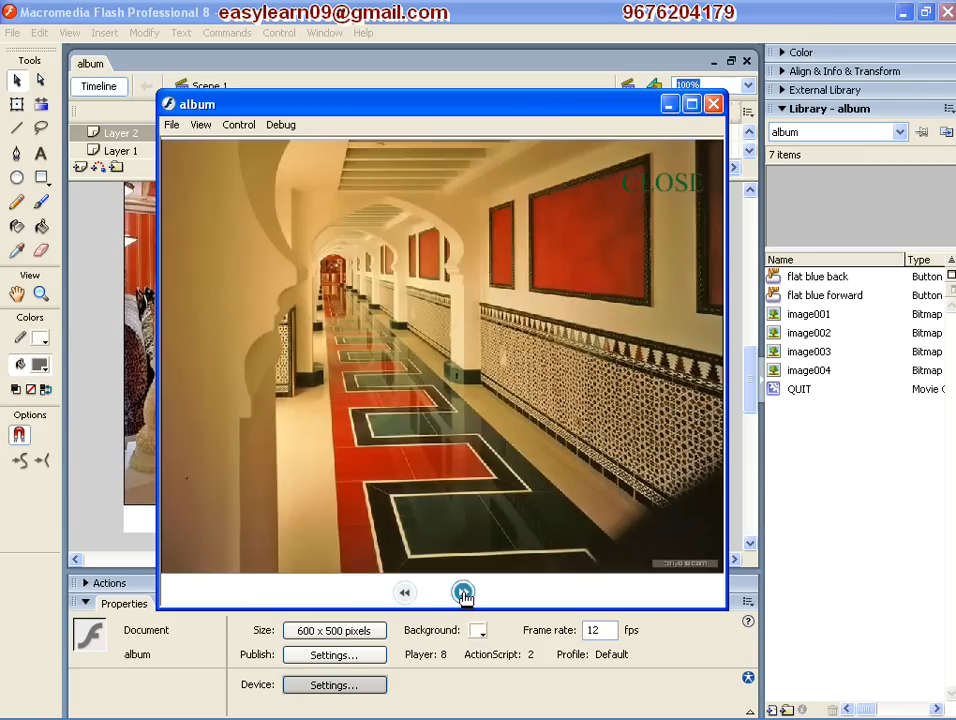 Macromedia Flash Professional 8 - easylearn09@gmail.com 9676204179
File Edit View Insert Modify Text Commands Control Window Help
Tools
album
Timeline
Scene 1
100%
Layer 2
Layer 1
album
File View Control Debug
CLOSE
View
Colors
Options
Color
Align & Info & Transform
External Library
Library - album
album
7 items
Name Type
flat blue back Button
flat blue forward Button
image001 Bitmap
image002 Bitmap
image003 Bitmap
image004 Bitmap
QUIT Movie C
Actions
Properties
Document
album
Size: 600 x 500 pixels Background: Frame rate: 12 fps
Publish: Settings... Player: 8 ActionScript: 2 Profile: Default
Device: Settings...